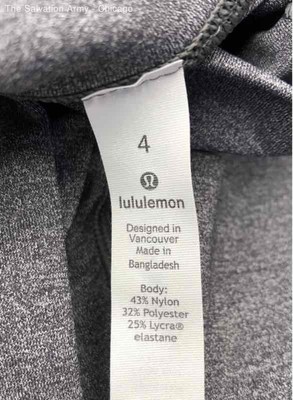 The Salvation Army - Chicago
4
lululemon
Designed in
Vancouver
Made in
Bangladesh
Body:
43% Nylon
32% Polyester
25% Lycra®
elastane